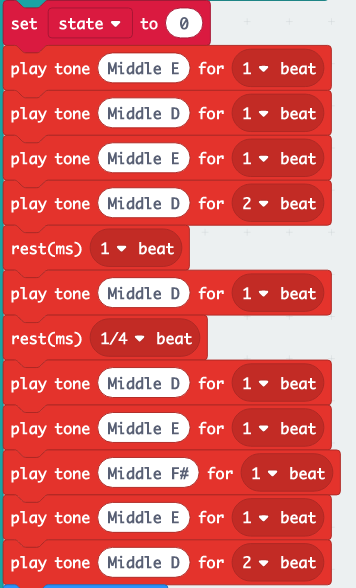 set state to 0
play tone Middle E for 1 beat
play tone Middle D for 1 beat
play tone Middle E for 1 beat
play tone Middle D for 2 beat
rest(ms) 1 beat
play tone Middle D for 1 beat
rest(ms) 1/4 beat
play tone Middle D for 1 beat
play tone Middle E for 1 beat
play tone Middle F# for 1 beat
play tone Middle E for 1 beat
play tone Middle D for 2 beat